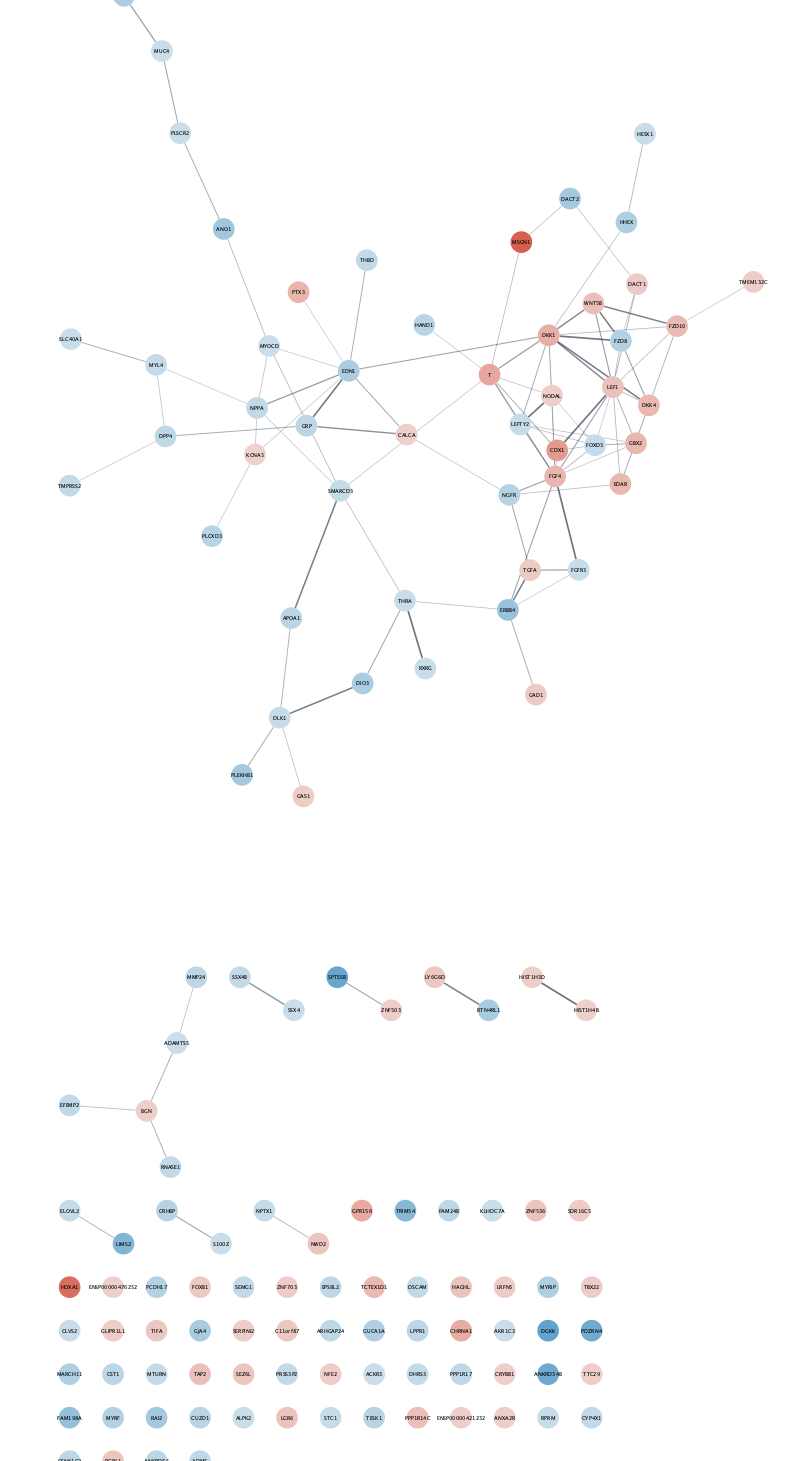 MUC4
PLSCR2
HESX1
DACT2
HHEX
ANO1
MSGN1
THBD
DACT1
TMEM132C
PTX3
WNT5B
HAND1
FZD10
SLC40A1
DKK1
FZD8
MYOCD
MYL4
EDN1
T
LEF1
NODAL
DKK4
NPPA
GRP
LEFTY2
DPP4
CALCA
GBX2
FOXD3
COX1
KCNA5
FGF4
TMPRSS2
EDAR
SMARCD3
NGFR
PLCXD3
TGFA
FGFR3
THRA
ERBB4
APOA1
RXRG
DIO3
GAD1
DLK1
PLEKHB1
GAS1
MMP24
SSX4B
SPTSSB
LY6G6D
HIST1H3D
SSX4
ZNF503
RTN4RL1
HIST1H4B
ADAMTS5
EFEMP2
BGN
RNASE1
ELOVL2
CRHBP
NPTX1
GPR156
TRIM54
FAM24B
KLHDC7A
ZNF536
SDR16C5
LIMS2
S100Z
NWD2
HOXA1 ENSP00000476252 PCDH17 FOXB1 SEMG1 ZNF703 EPS8L2 TCTEX1D1 DSCAM HAGHL LRFN5 MYRIP TBX22
CLVS2 GLIPR1L1 TIFA GJA4 SERPINI2 C11orf87 ARHGAP24 GUCA1A LPPR1 CHRNA1 AKR1C3 DGKK PDZRN4
MARCH11 CST1 MTURN TAP2 SEZ6L PRSS3P2 NFE2 ACKR3 DHRS3 PPP1R17 CRYBB1 ANKRD34B TTC29
FAM198A MYRF RAI2 CUZD1 ALPK2 LGR6 STC1 TESK1 PPP1R14C ENSP00000421232 ANXA2R RPRM CYP4X1